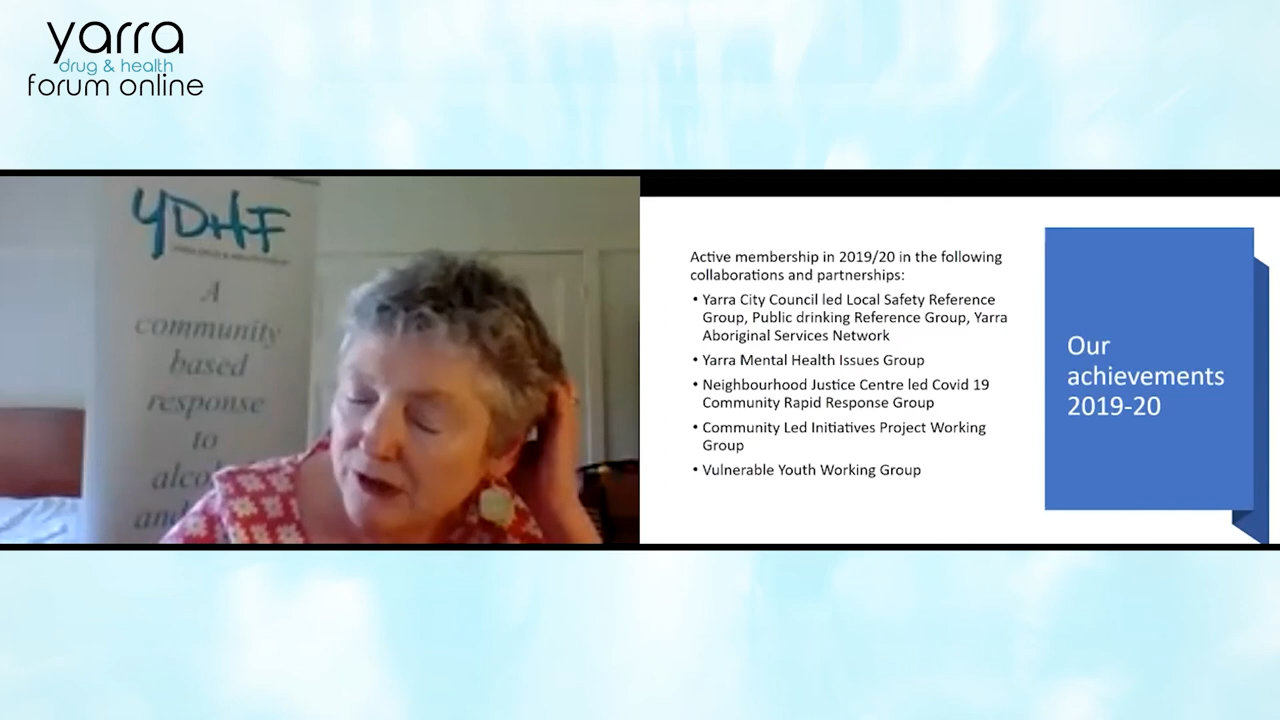 yarra
drug & health
forum online
YDHF
A
community
based
response
to
Active membership in 2019/20 in the following
collaborations and partnerships:
• Yarra City Council led Local Safety Reference
Group, Public drinking Reference Group, Yarra
Aboriginal Services Network
• Yarra Mental Health Issues Group
• Neighbourhood Justice Centre led Covid 19
Community Rapid Response Group
• Community Led Initiatives Project Working
Group
• Vulnerable Youth Working Group
Our
achievements
2019-20